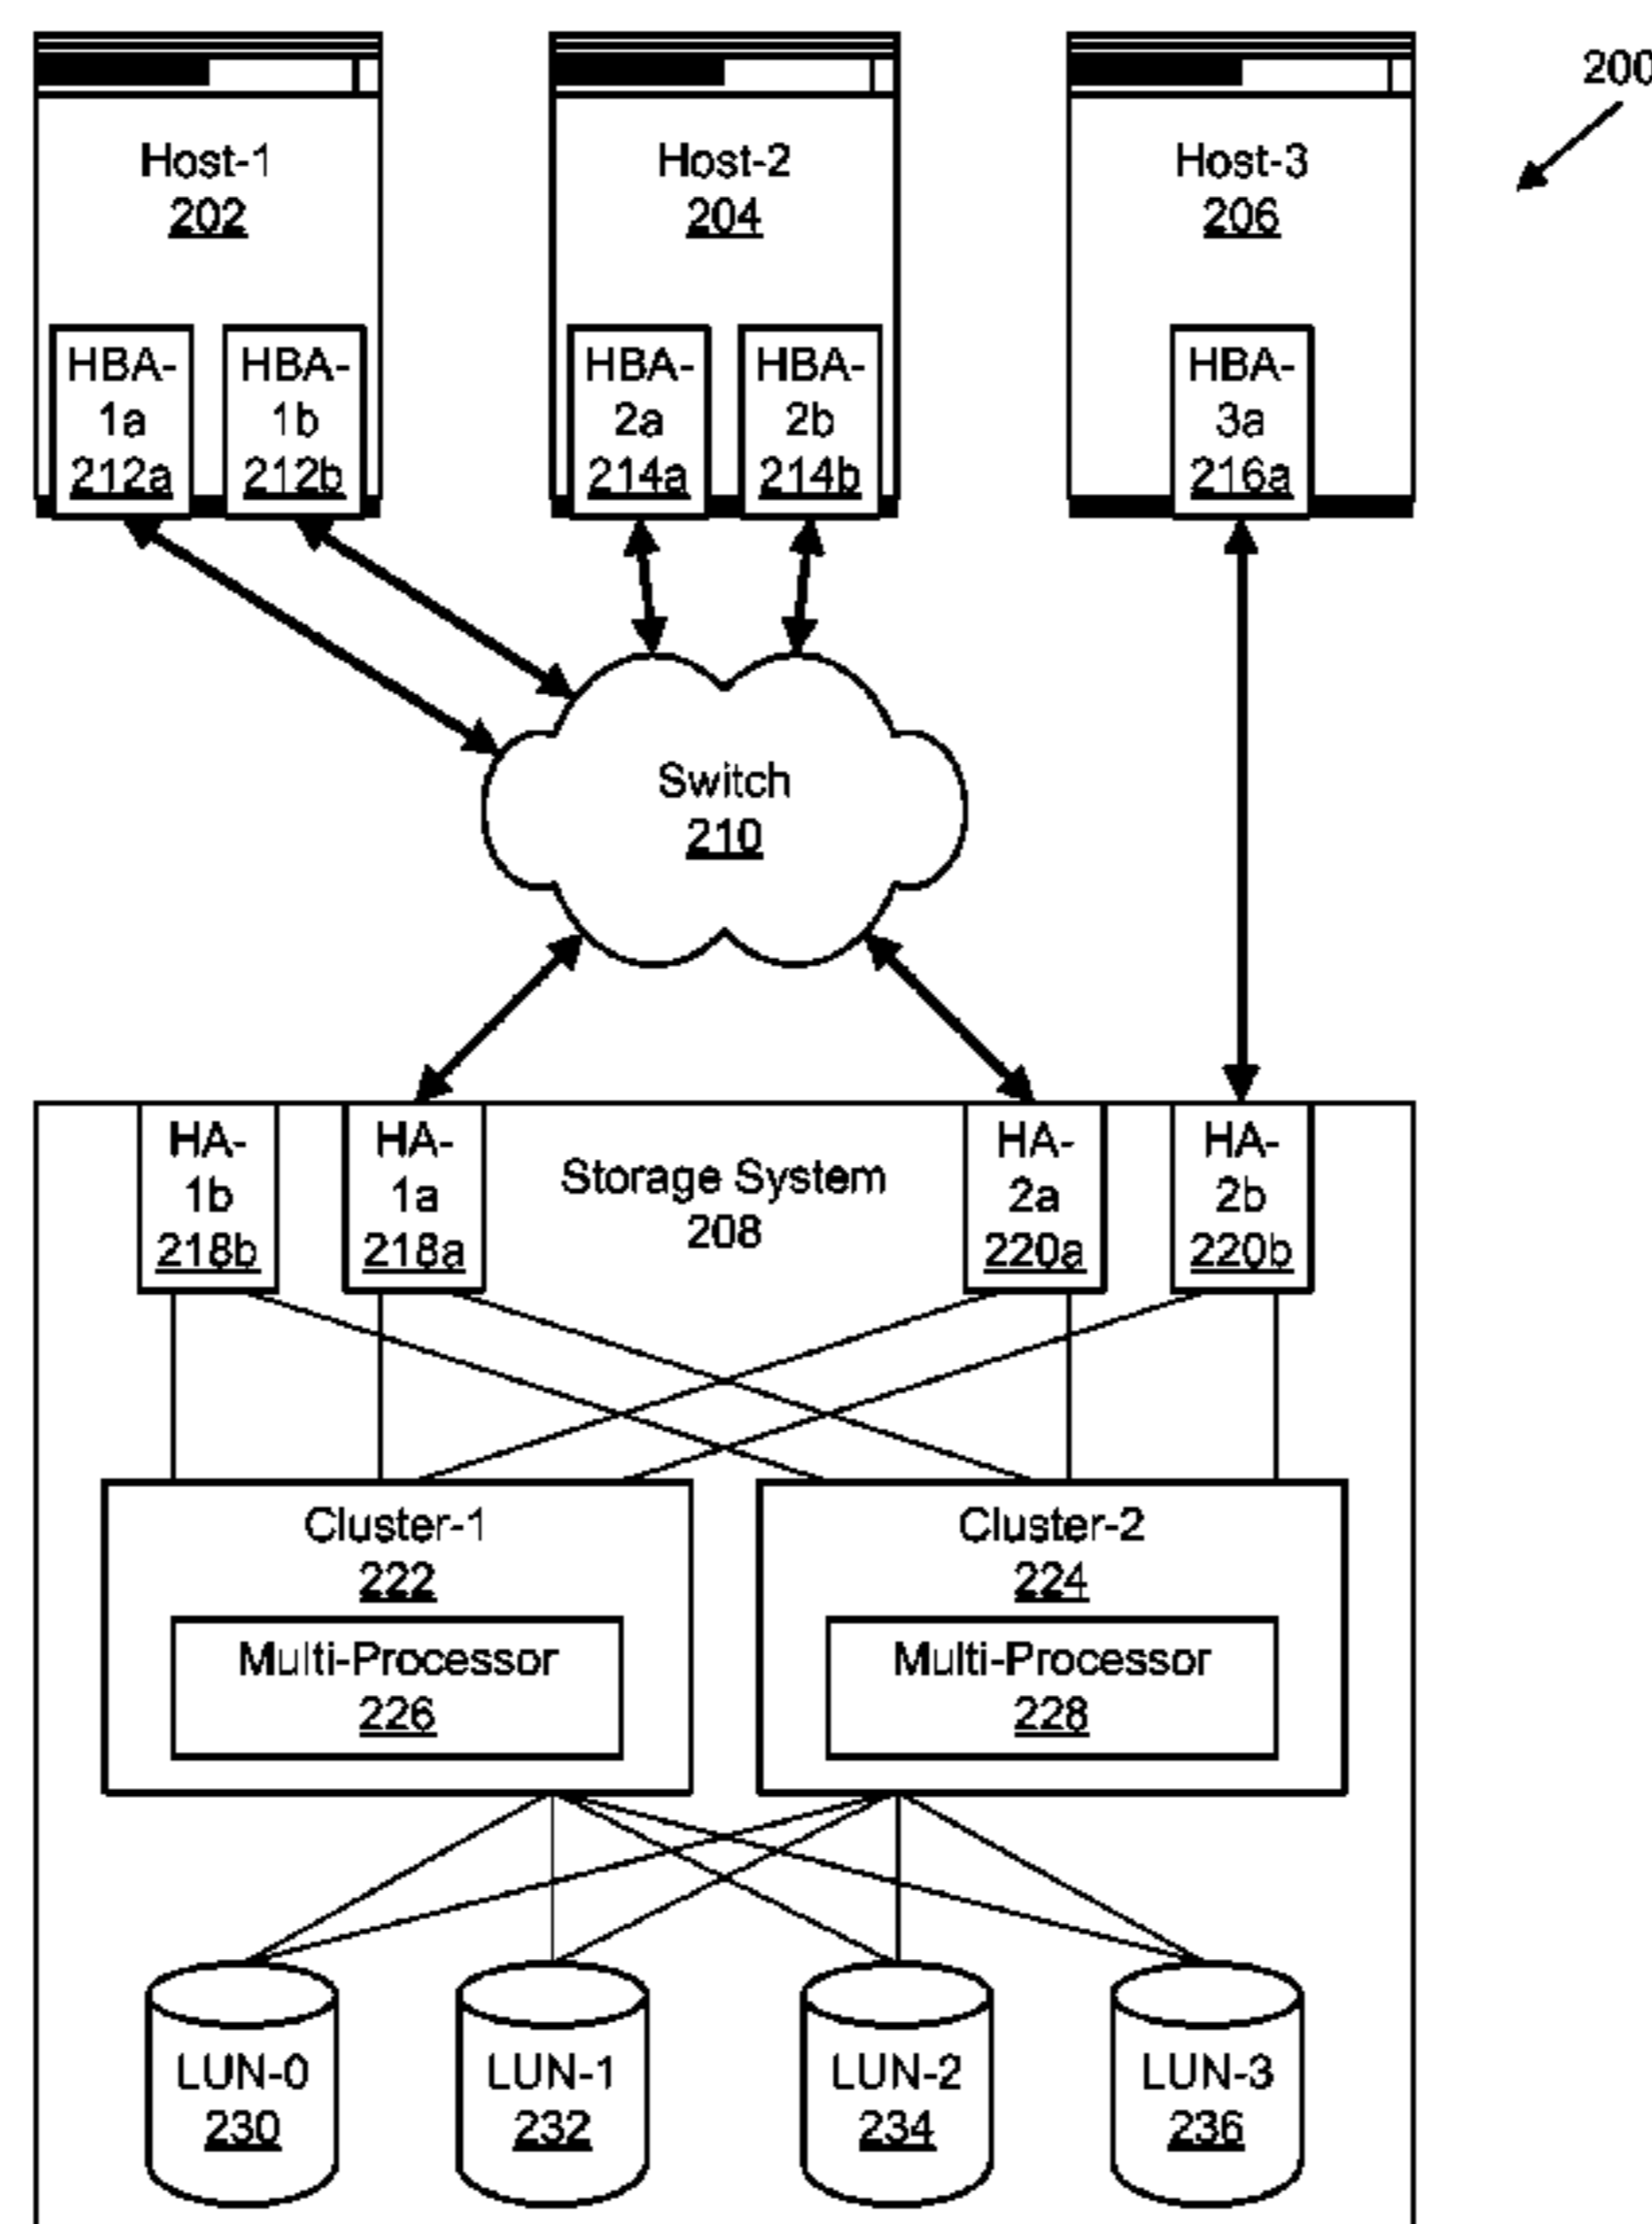 200
Host-1
202
Host-2
204
Host-3
206
HBA-
1a
212a
HBA-
1b
212b
HBA-
2a
214a
HBA-
2b
214b
HBA-
3a
216a
Switch
210
HA-
1b
218b
HA-
1a
218a
Storage System
208
HA-
2a
220a
HA-
2b
220b
Cluster-1
222
Multi-Processor
226
Cluster-2
224
Multi-Processor
228
LUN-0
230
LUN-1
232
LUN-2
234
LUN-3
236